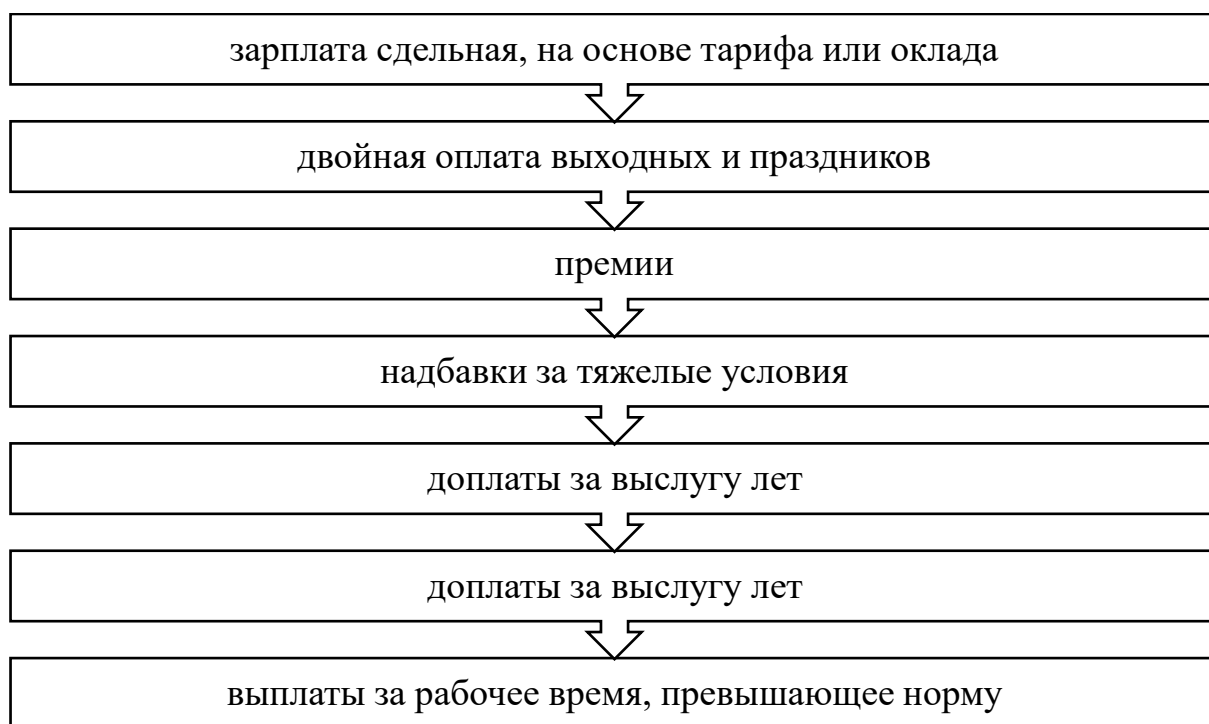 зарплата сдельная, на основе тарифа или оклада
двойная оплата выходных и праздников
премии
надбавки за тяжелые условия
доплаты за выслугу лет
доплаты за выслугу лет
выплаты за рабочее время, превышающее норму